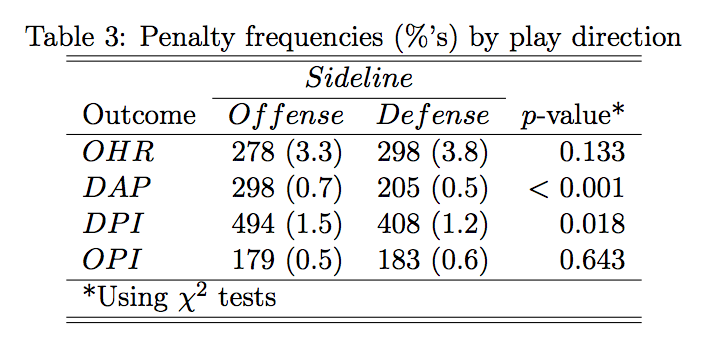 Table 3: Penalty frequencies (%'s) by play direction
Sideline
Outcome Offense Defense p-value*
OHR 278 (3.3) 298 (3.8) 0.133
DAP 298 (0.7) 205 (0.5) < 0.001
DPI 494 (1.5) 408 (1.2) 0.018
OPI 179 (0.5) 183 (0.6) 0.643
*Using χ² tests